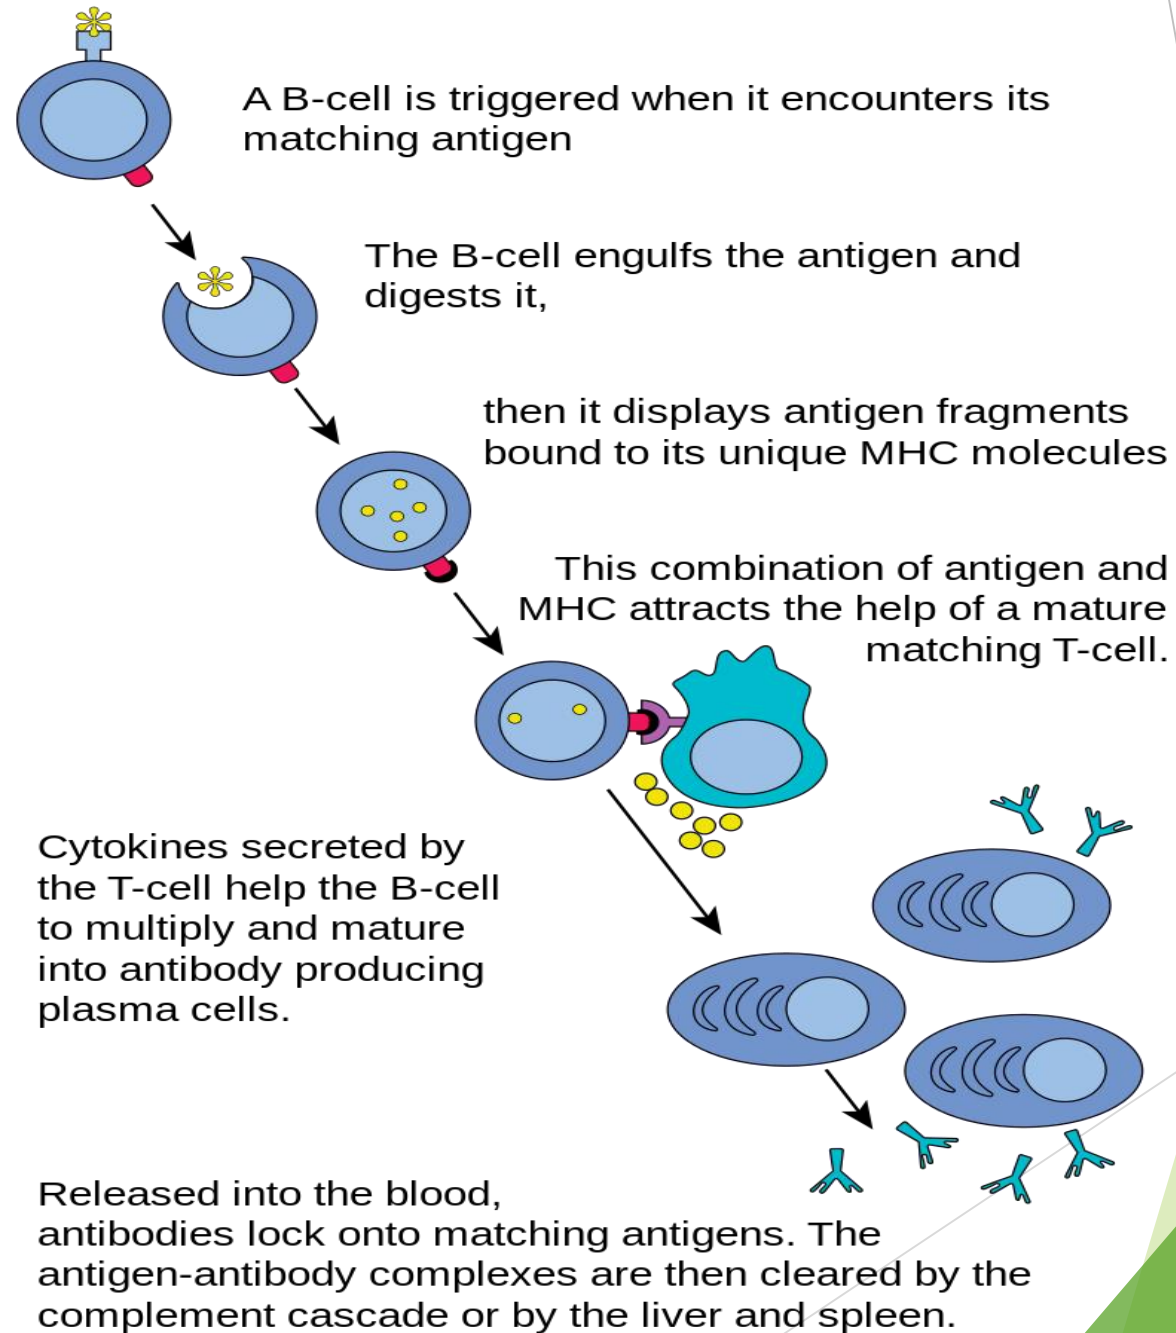 A B-cell is triggered when it encounters its
matching antigen
The B-cell engulfs the antigen and
digests it,
then it displays antigen fragments
bound to its unique MHC molecules
This combination of antigen and
MHC attracts the help of a mature
matching T-cell.
Cytokines secreted by
the T-cell help the B-cell
to multiply and mature
into antibody producing
plasma cells.
Released into the blood,
antibodies lock onto matching antigens. The
antigen-antibody complexes are then cleared by the
complement cascade or by the liver and spleen.